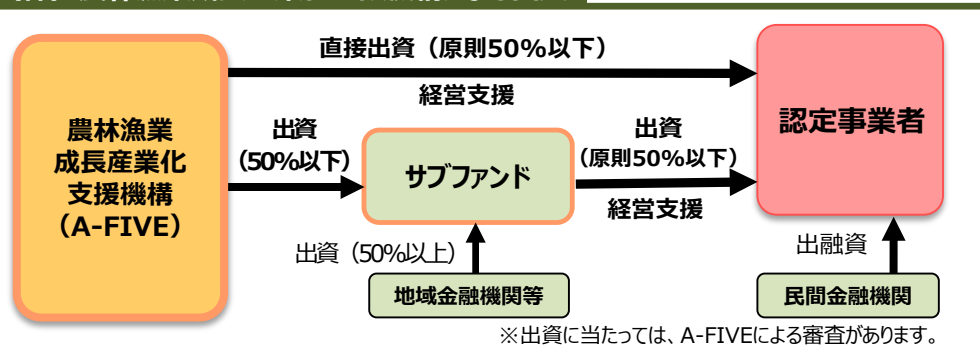 直接出資（原則50%以下）
経営支援
農林漁業
成長産業化
支援機構
（A-FIVE）
出資
（50%以下）
サブファンド
出資
（原則50%以下）
経営支援
認定事業者
出資（50%以上）
地域金融機関等
出融資
民間金融機関
※出資に当たっては、A-FIVEによる審査があります。